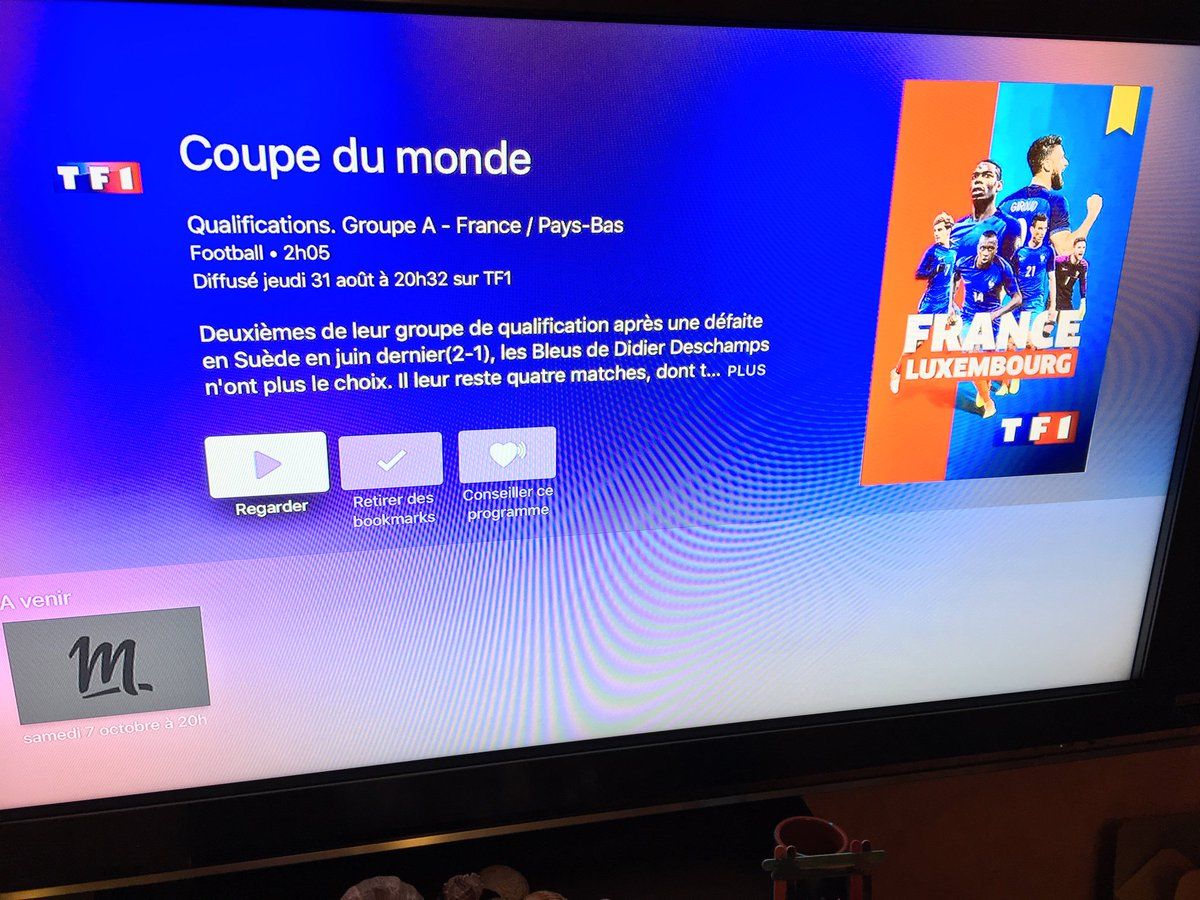 TF1
Coupe du monde
Qualifications. Groupe A - France / Pays-Bas
Football • 2h05
Diffusé jeudi 31 août à 20h32 sur TF1
Deuxièmes de leur groupe de qualification après une défaite
en Suède en juin dernier(2-1), les Bleus de Didier Deschamps
n'ont plus le choix. Il leur reste quatre matches, dont t... PLUS
Regarder
Retirer des
bookmarks
Conseiller ce
programme
GIROUD
7
14
21
1
FRANCE
LUXEMBOURG
TF1
A venir
m.
samedi 7 octobre à 20h